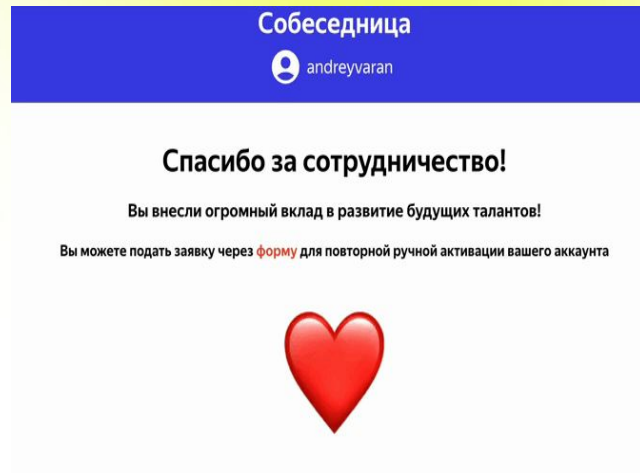 Собеседница
andreyvaran
Спасибо за сотрудничество!
Вы внесли огромный вклад в развитие будущих талантов!
Вы можете подать заявку через форму для повторной ручной активации вашего аккаунта